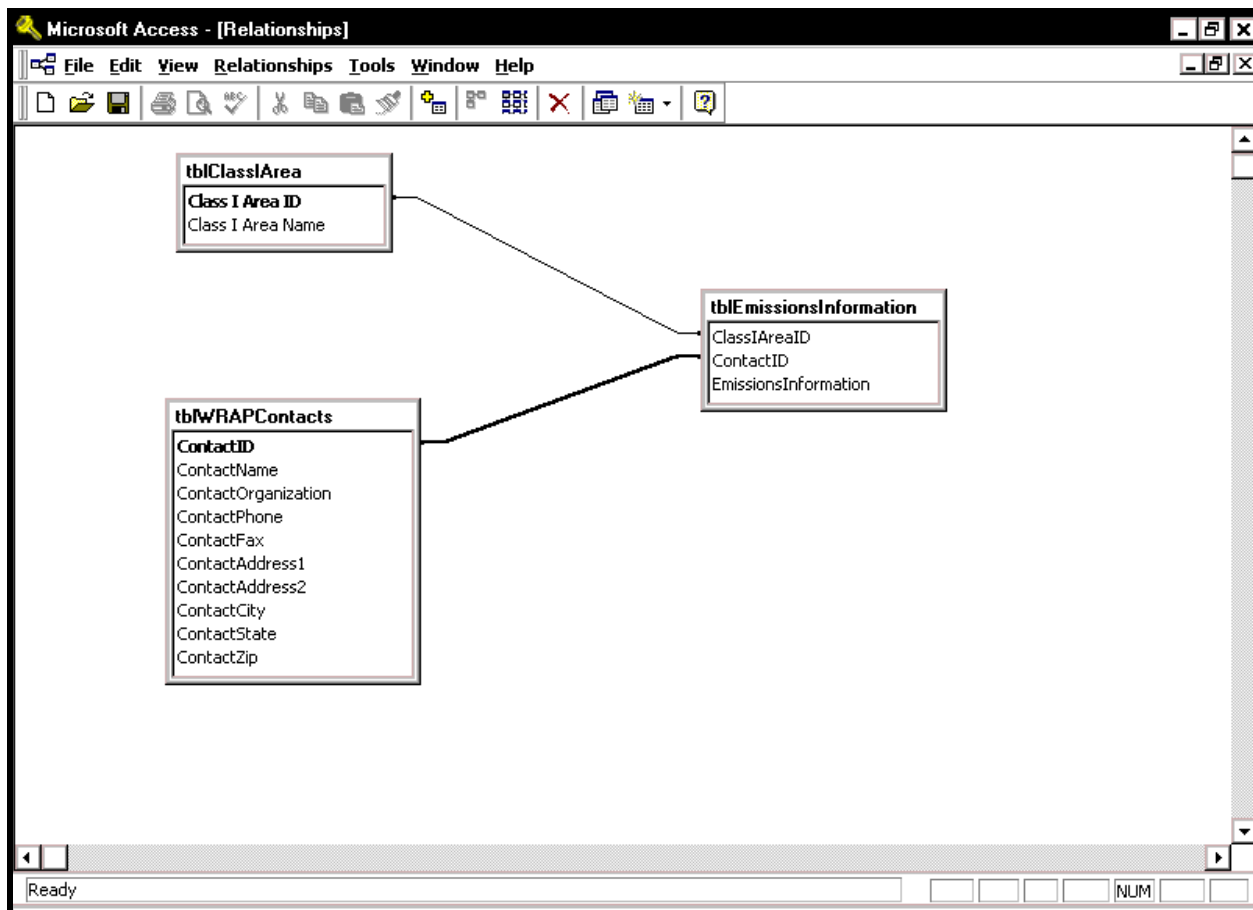 Microsoft Access - [Relationships]
File Edit View Relationships Tools Window Help
tblClassIArea
Class I Area ID
Class I Area Name
tblEmissionsInformation
ClassIAreaID
ContactID
EmissionsInformation
tblWRAPContacts
ContactID
ContactName
ContactOrganization
ContactPhone
ContactFax
ContactAddress1
ContactAddress2
ContactCity
ContactState
ContactZip
Ready
NUM